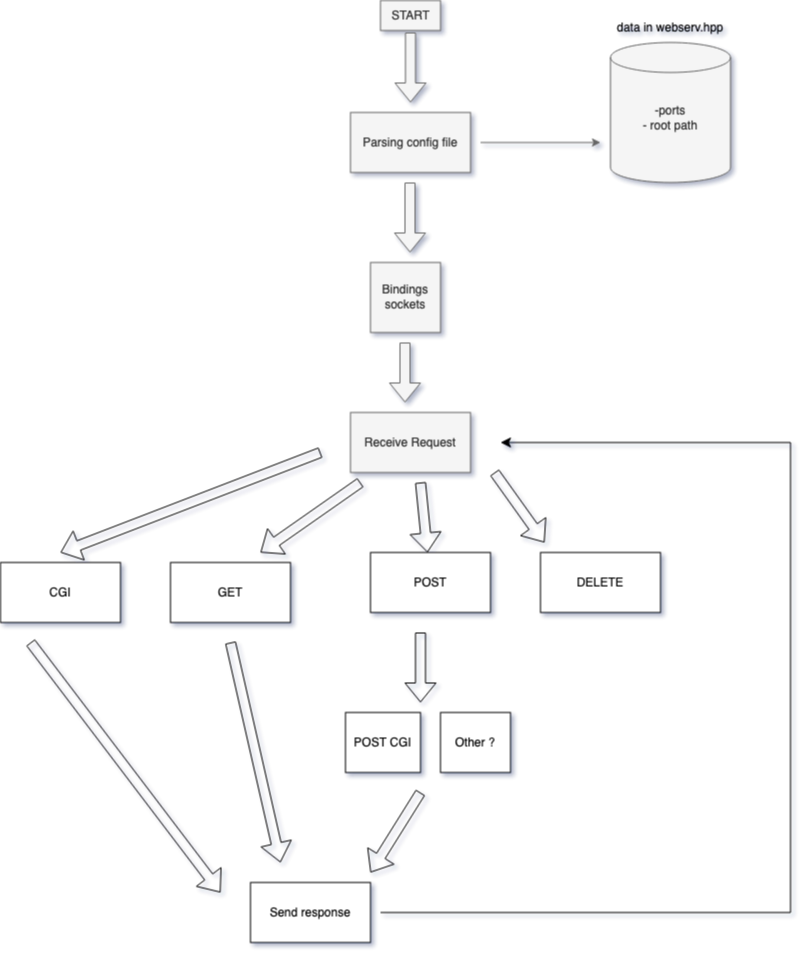 START
data in webserv.hpp
-ports
- root path
Parsing config file
Bindings
sockets
Receive Request
CGI
GET
POST
DELETE
POST CGI
Other ?
Send response